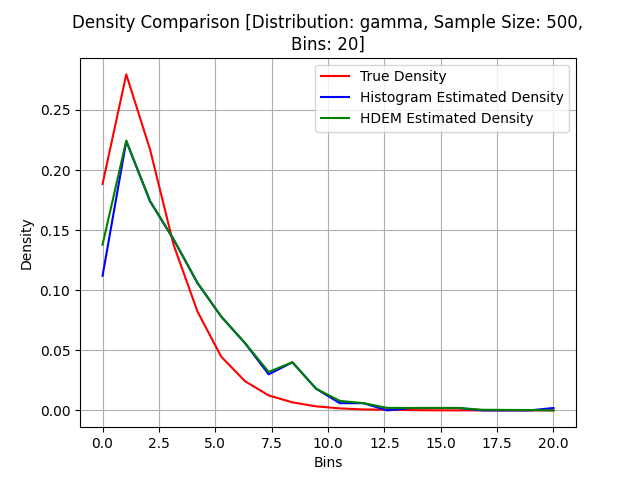 Density Comparison [Distribution: gamma, Sample Size: 500,
Bins: 20]
True Density
Histogram Estimated Density
HDEM Estimated Density
Density
0.25
0.20
0.15
0.10
0.05
0.00
0.0 2.5 5.0 7.5 10.0 12.5 15.0 17.5 20.0
Bins